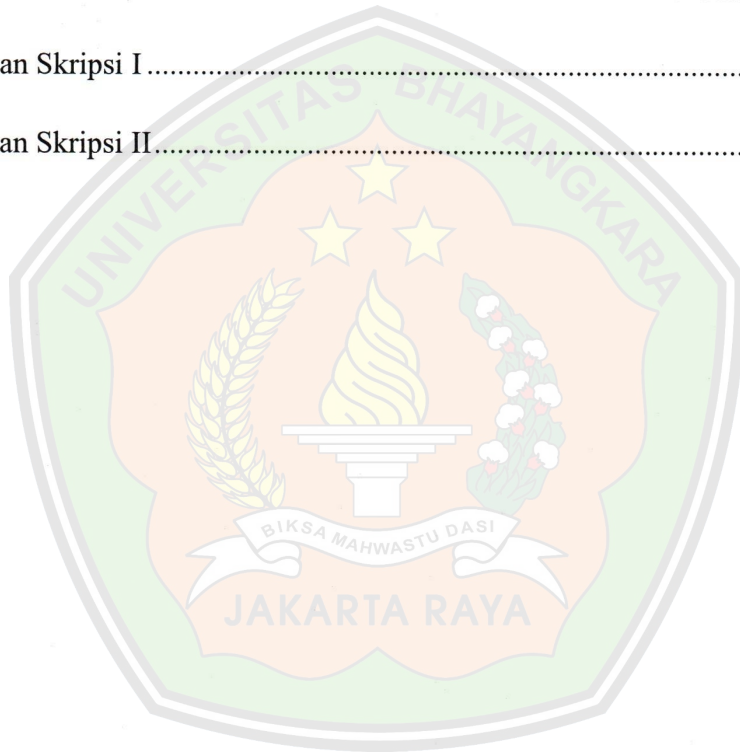 an Skripsi I ........................................................................
an Skripsi II........................................................................
UNIVERSITAS BHAYANGKARA
BIKSA MAHWASTU DASI
JAKARTA RAYA